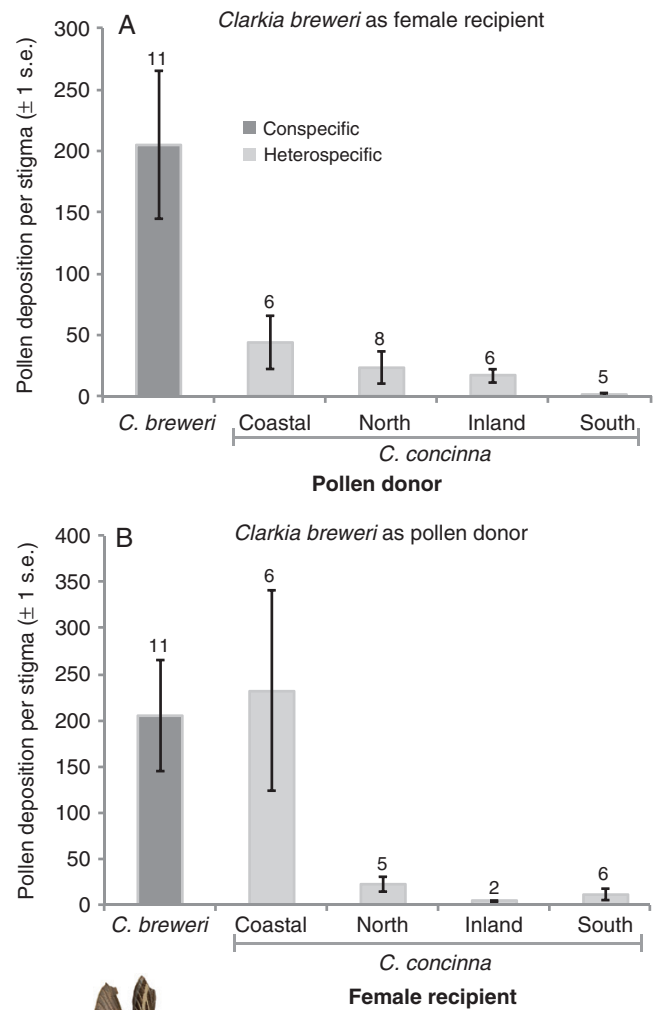 A
Clarkia breweri as female recipient
Pollen deposition per stigma (± 1 s.e.)
300
250
200
150
100
50
0
11
6
8
6
5
Conspecific
Heterospecific
C. breweri Coastal North Inland South
C. concinna
Pollen donor
B
Clarkia breweri as pollen donor
Pollen deposition per stigma (± 1 s.e.)
400
350
300
250
200
150
100
50
0
11
6
5
2
6
C. breweri Coastal North Inland South
C. concinna
Female recipient